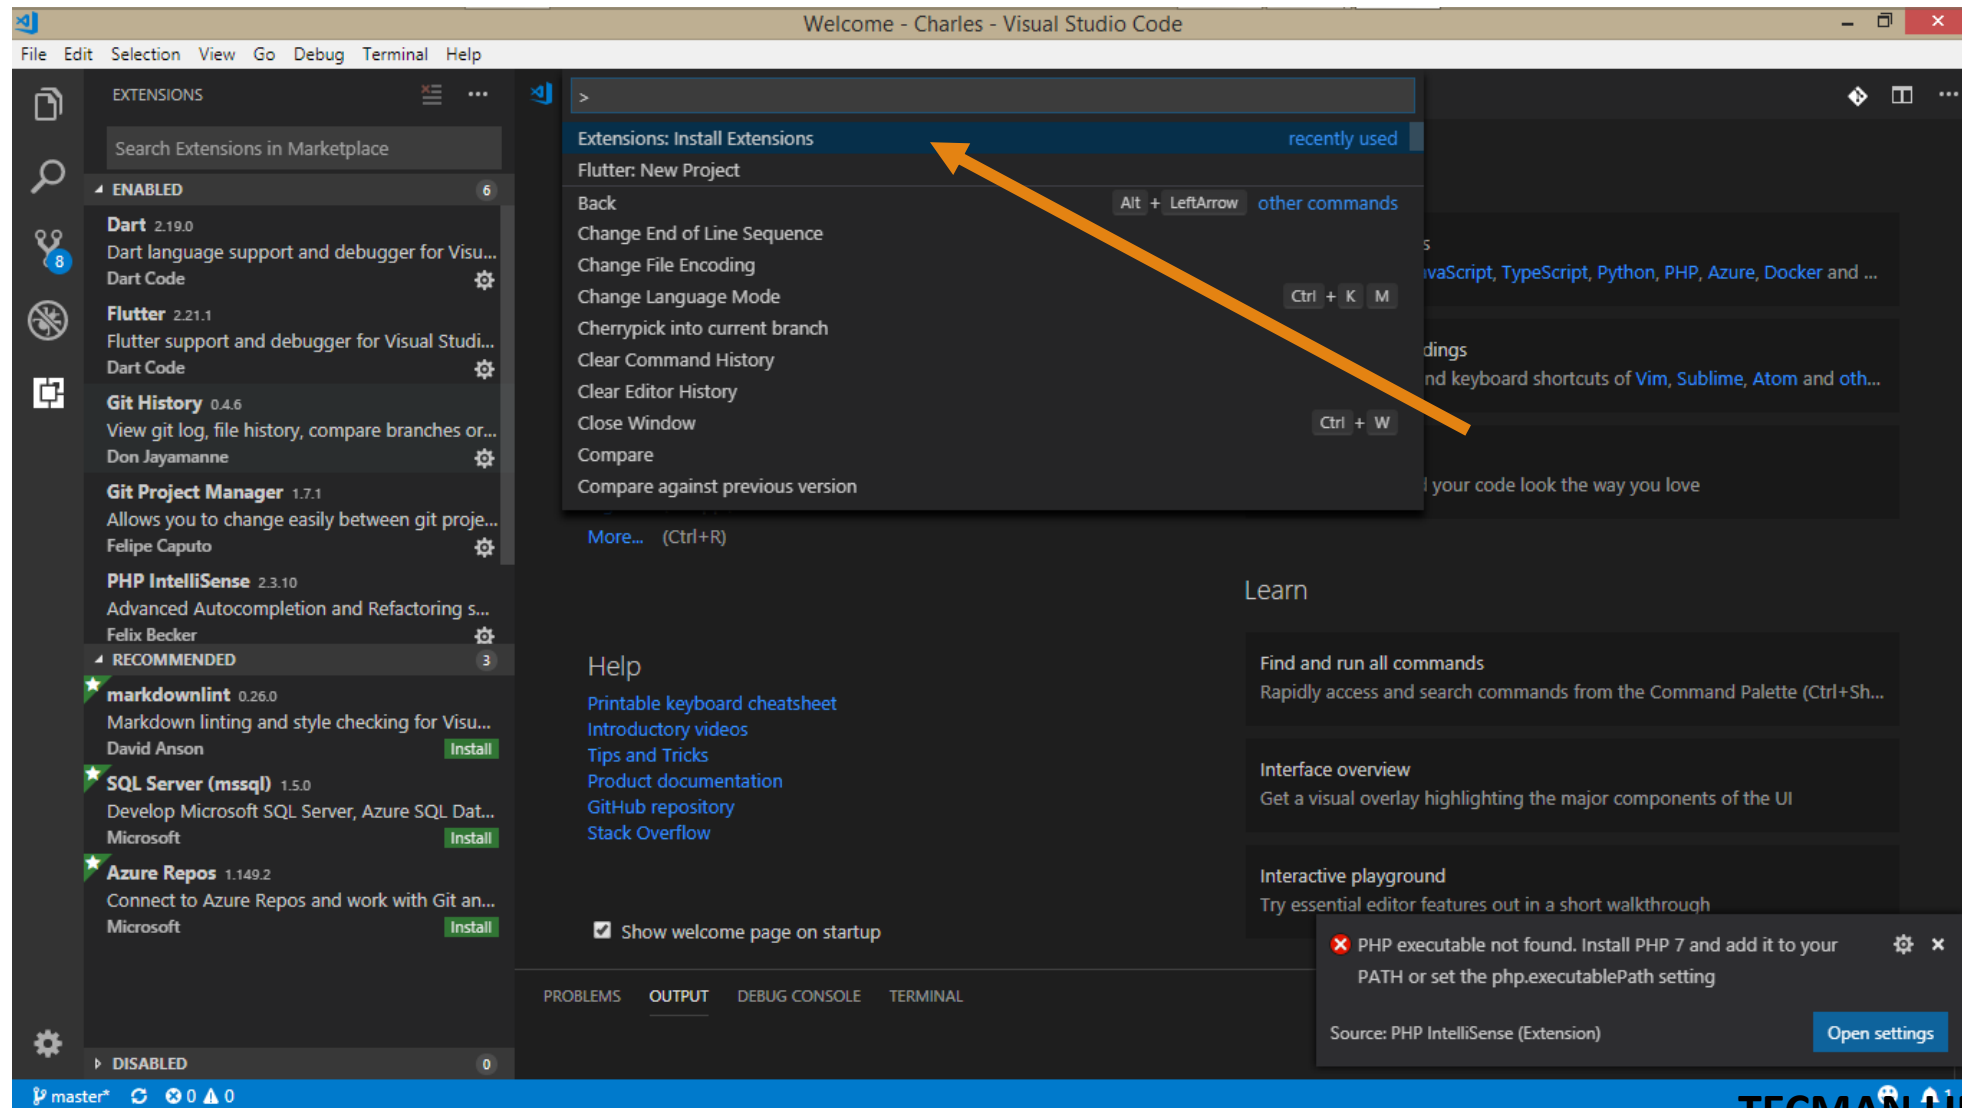 Welcome - Charles - Visual Studio Code
File Edit Selection View Go Debug Terminal Help
EXTENSIONS
Search Extensions in Marketplace
ENABLED 6
Dart 2.19.0
Dart language support and debugger for Visu...
Dart Code
Flutter 2.21.1
Flutter support and debugger for Visual Studi...
Dart Code
Git History 0.4.6
View git log, file history, compare branches or...
Don Jayamanne
Git Project Manager 1.7.1
Allows you to change easily between git proje...
Felipe Caputo
PHP IntelliSense 2.3.10
Advanced Autocompletion and Refactoring s...
Felix Becker
RECOMMENDED 3
markdownlint 0.26.0
Markdown linting and style checking for Visu...
David Anson Install
SQL Server (mssql) 1.5.0
Develop Microsoft SQL Server, Azure SQL Dat...
Microsoft Install
Azure Repos 1.149.2
Connect to Azure Repos and work with Git an...
Microsoft Install
DISABLED 0
8
>
Extensions: Install Extensions recently used
Flutter: New Project
Back Alt + LeftArrow other commands
Change End of Line Sequence
Change File Encoding
Change Language Mode Ctrl + K M
Cherrypick into current branch
Clear Command History
Clear Editor History
Close Window Ctrl + W
Compare
Compare against previous version
s
vaScript, TypeScript, Python, PHP, Azure, Docker and ...
dings
nd keyboard shortcuts of Vim, Sublime, Atom and oth...
your code look the way you love
More... (Ctrl+R)
Help
Printable keyboard cheatsheet
Introductory videos
Tips and Tricks
Product documentation
GitHub repository
Stack Overflow
Show welcome page on startup
Learn
Find and run all commands
Rapidly access and search commands from the Command Palette (Ctrl+Sh...
Interface overview
Get a visual overlay highlighting the major components of the UI
Interactive playground
Try essential editor features out in a short walkthrough
PROBLEMS OUTPUT DEBUG CONSOLE TERMINAL
PHP executable not found. Install PHP 7 and add it to your
PATH or set the php.executablePath setting
Source: PHP IntelliSense (Extension) Open settings
master* 0 0 1